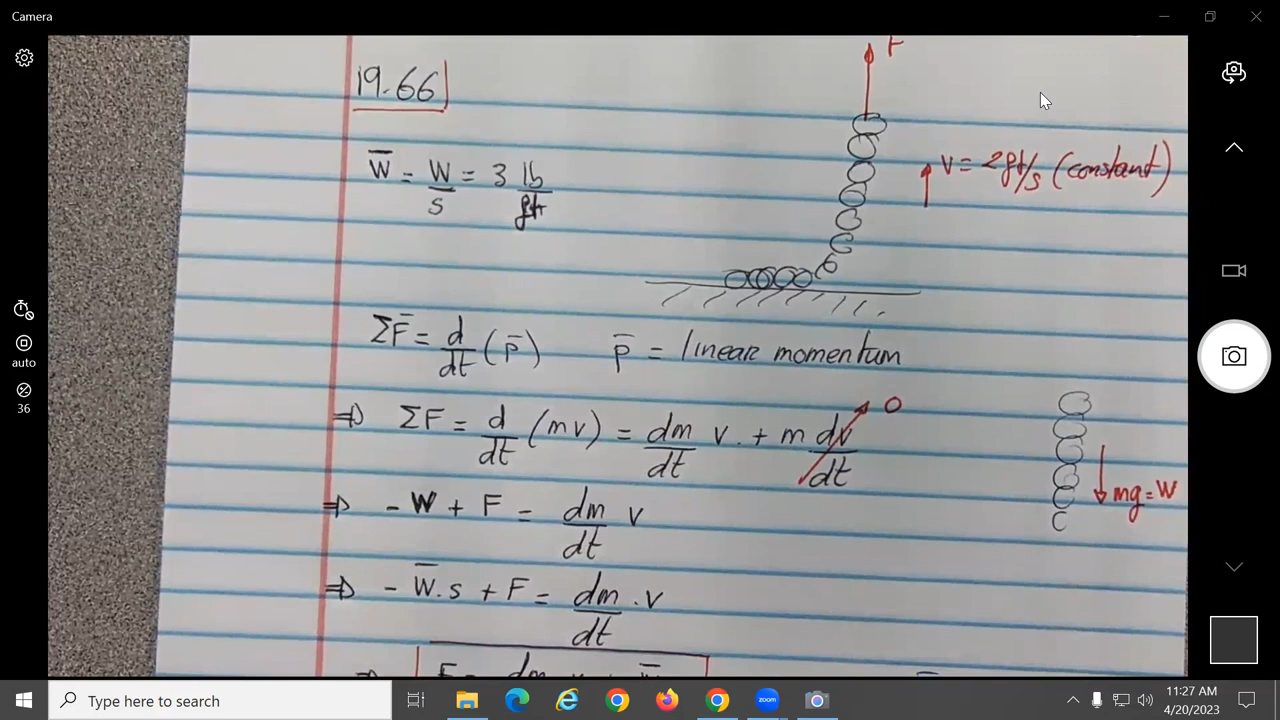 Camera
19.66
F
W̄ = W/s = 3 lb/ft
v = 2ft/s (constant)
ΣF̄ = d/dt (p̄)    p̄ = linear momentum
⇒ ΣF = d/dt (mv) = dm/dt v. + m dv/dt    0
mg = W
⇒ - W + F = dm/dt v
⇒ - W̄.s + F = dm/dt .v
auto
36
Type here to search
zoom
11:27 AM
4/20/2023